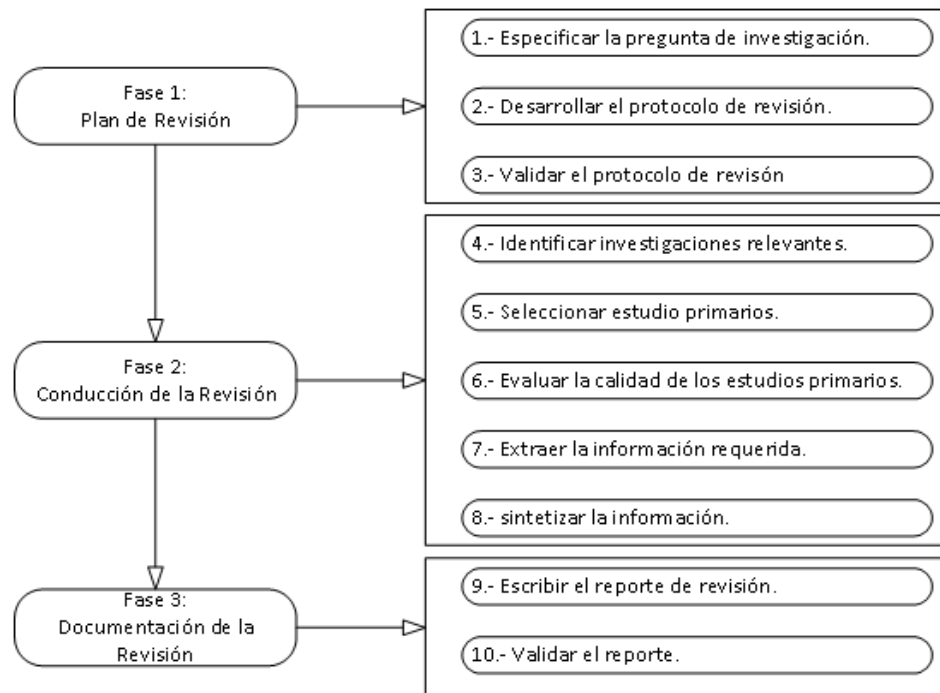 Fase 1:
Plan de Revisión
1.- Especificar la pregunta de investigación.
2.- Desarrollar el protocolo de revisión.
3.- Validar el protocolo de revisón
Fase 2:
Conducción de la Revisión
4.- Identificar investigaciones relevantes.
5.- Seleccionar estudio primarios.
6.- Evaluar la calidad de los estudios primarios.
7.- Extraer la información requerida.
8.- sintetizar la información.
Fase 3:
Documentación de la
Revisión
9.- Escribir el reporte de revisión.
10.- Validar el reporte.